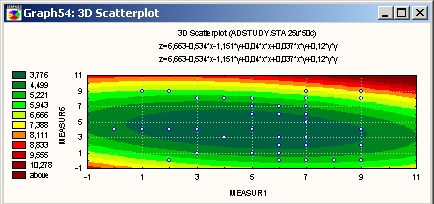 Graph54: 3D Scatterplot
3D Scatterplot (ADSTUDY.STA 25v*50c)
z=6,663-0,534*x-1,151*y+0,04*x*x+0,037*x*y+0,12*y*y
z=6,663-0,534*x-1,151*y+0,04*x*x+0,037*x*y+0,12*y*y
3,776
4,499
5,221
5,943
6,666
7,388
8,111
8,833
9,555
10,278
above
MEASUR6
11
9
7
5
3
1
-1
-1 1 3 5 7 9 11
MEASUR1